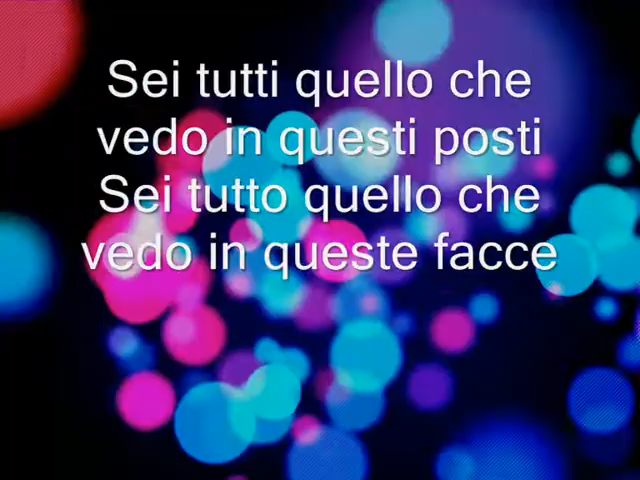 Sei tutti quello che
vedo in questi posti
Sei tutto quello che
vedo in queste facce